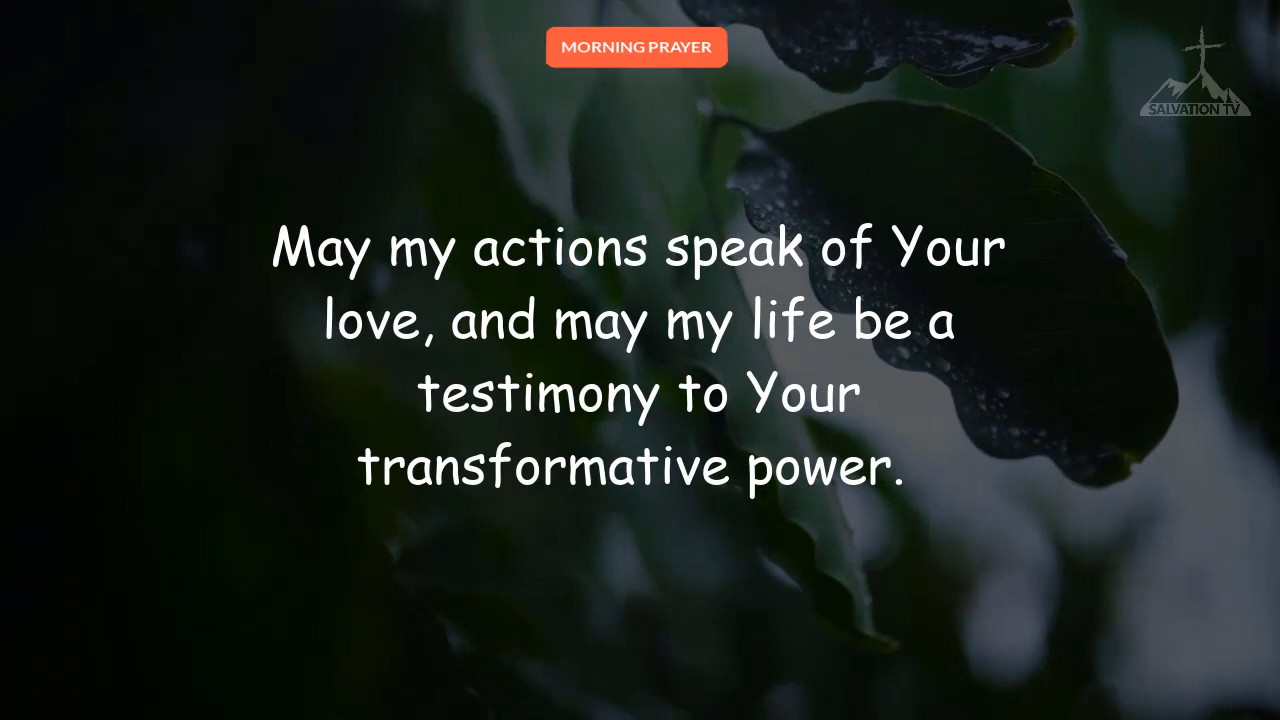 MORNING PRAYER
SALVATION TV
May my actions speak of Your
love, and may my life be a
testimony to Your
transformative power.